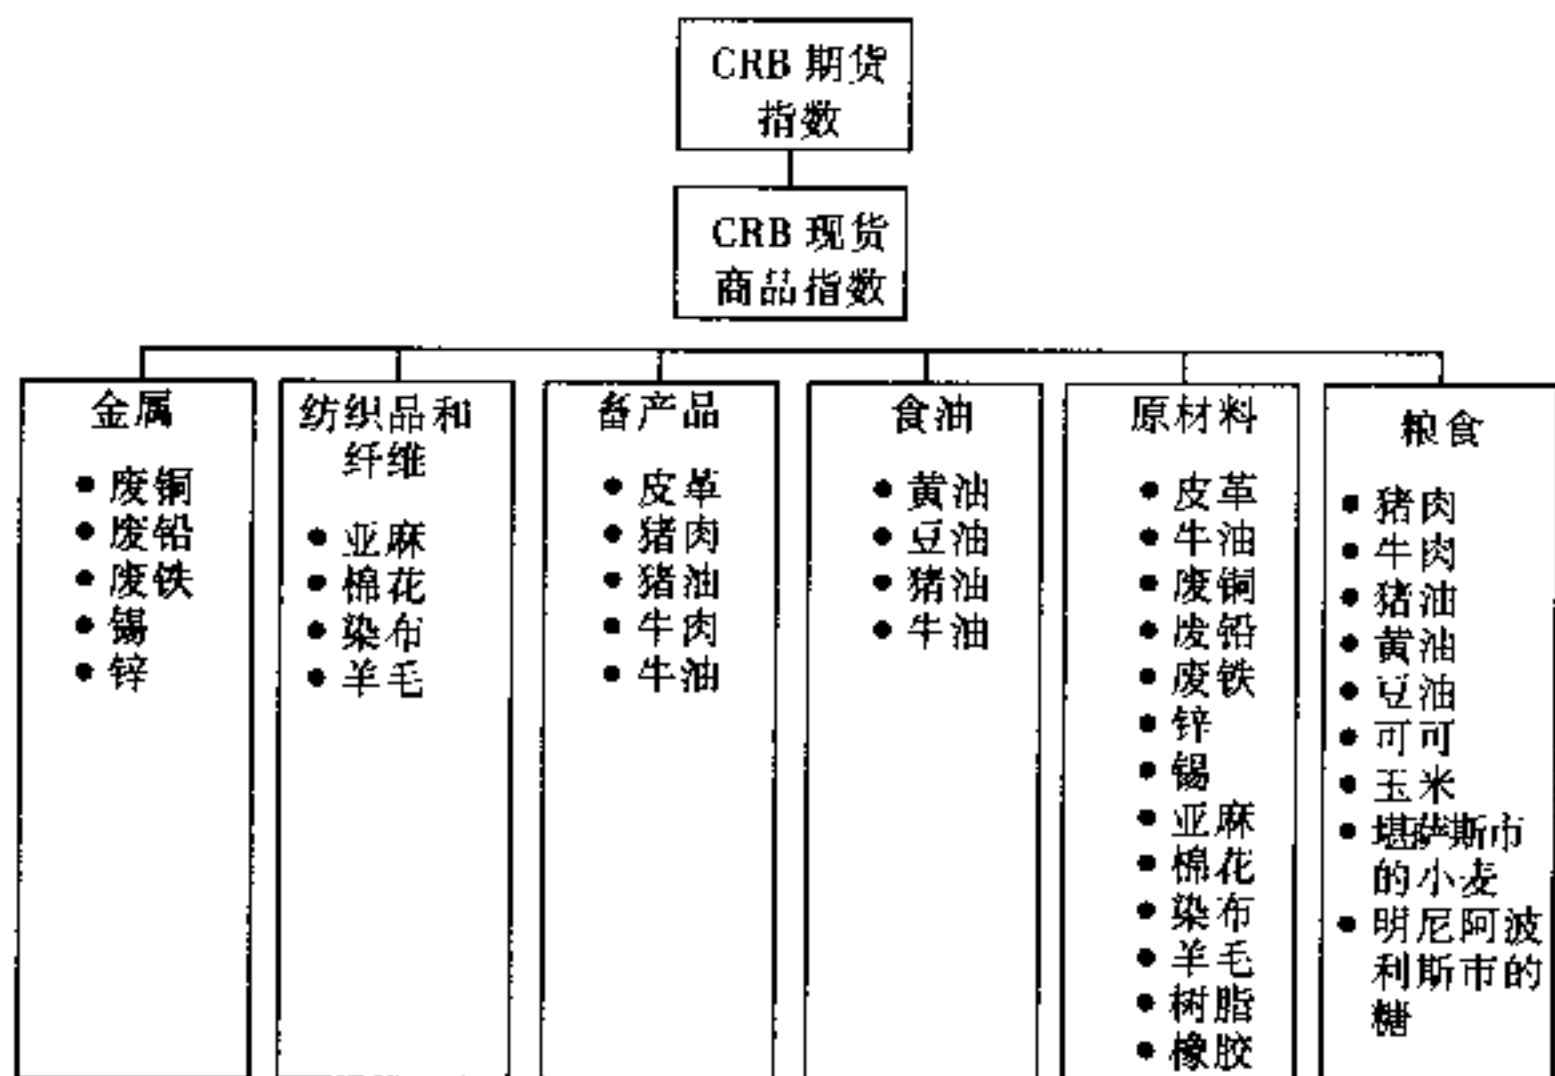 CRB 期货
指数
CRB 现货
商品指数
金属
● 废铜
● 废铅
● 废铁
● 锡
● 锌
纺织品和
纤维
● 亚麻
● 棉花
● 染布
● 羊毛
畜产品
● 皮革
● 猪肉
● 猪油
● 牛肉
● 牛油
食油
● 黄油
● 豆油
● 猪油
● 牛油
原材料
● 皮革
● 牛油
● 废铜
● 废铅
● 废铁
● 锌
● 锡
● 亚麻
● 棉花
● 染布
● 羊毛
● 树脂
● 橡胶
粮食
● 猪肉
● 牛肉
● 猪油
● 黄油
● 豆油
● 可可
● 玉米
● 堪萨斯市
的小麦
● 明尼阿波
利斯市的
糖